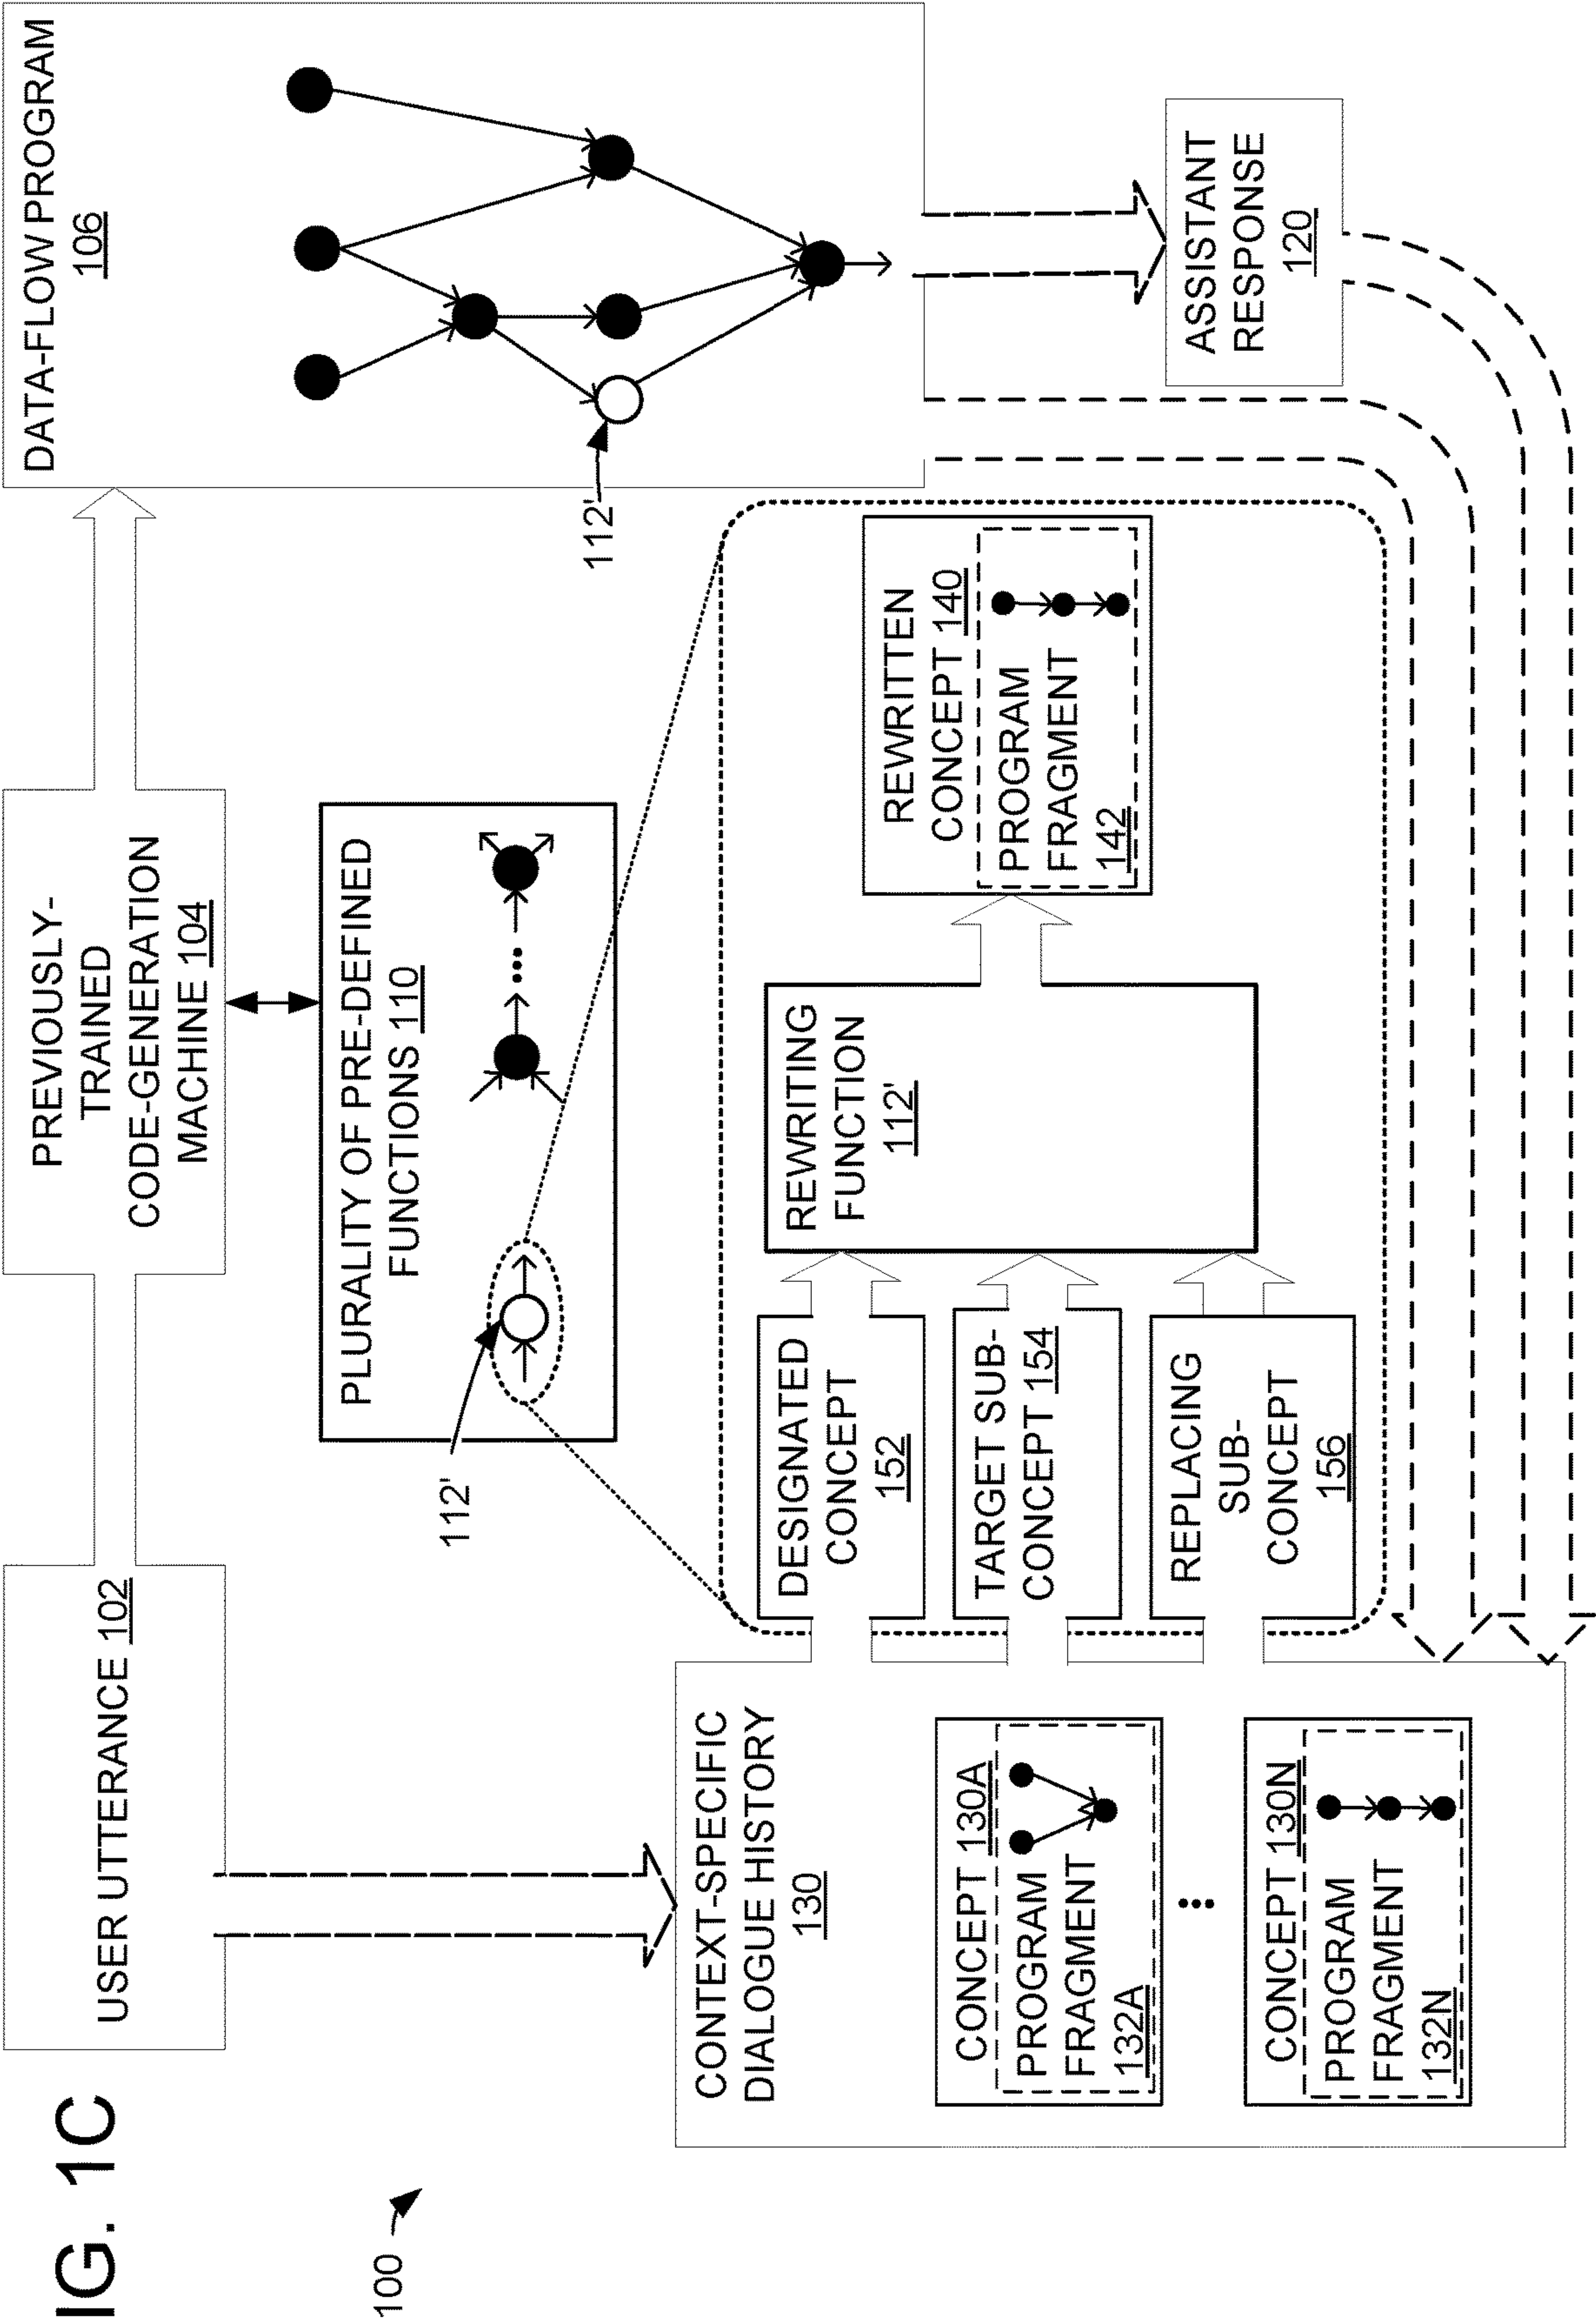 IG. 1C
100
USER UTTERANCE 102
PREVIOUSLY-
TRAINED
CODE-GENERATION
MACHINE 104
DATA-FLOW PROGRAM
106
112'
PLURALITY OF PRE-DEFINED
FUNCTIONS 110
112'
CONTEXT-SPECIFIC
DIALOGUE HISTORY
130
CONCEPT 130A
PROGRAM
FRAGMENT
132A
CONCEPT 130N
PROGRAM
FRAGMENT
132N
DESIGNATED
CONCEPT
152
TARGET SUB-
CONCEPT 154
REPLACING
SUB-
CONCEPT
156
REWRITING
FUNCTION
112'
REWRITTEN
CONCEPT 140
PROGRAM
FRAGMENT
142
ASSISTANT
RESPONSE
120